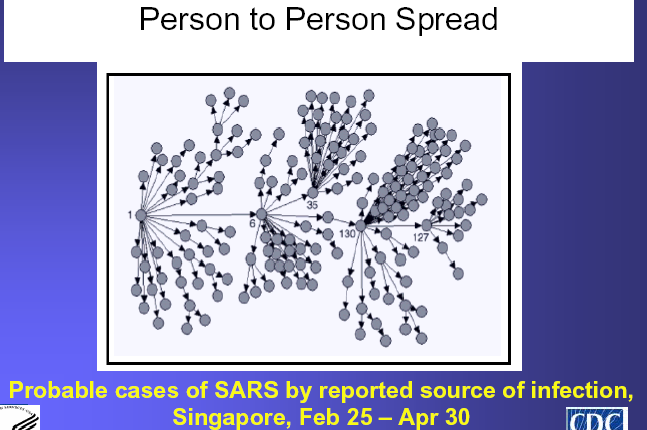 Person to Person Spread
35
1
6
130
127
Probable cases of SARS by reported source of infection,
Singapore, Feb 25 – Apr 30
CDC